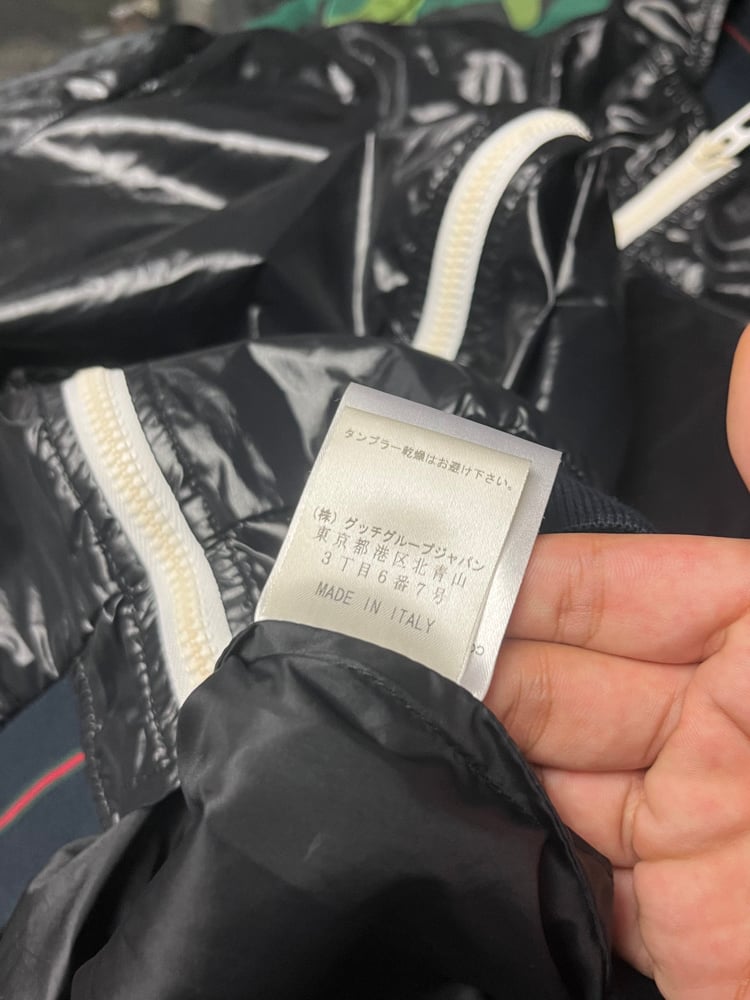 タンブラー乾燥はお避け下さい。
(株) グッチグループジャパン
東京都港区北青山
3丁目6番7号
MADE IN ITALY